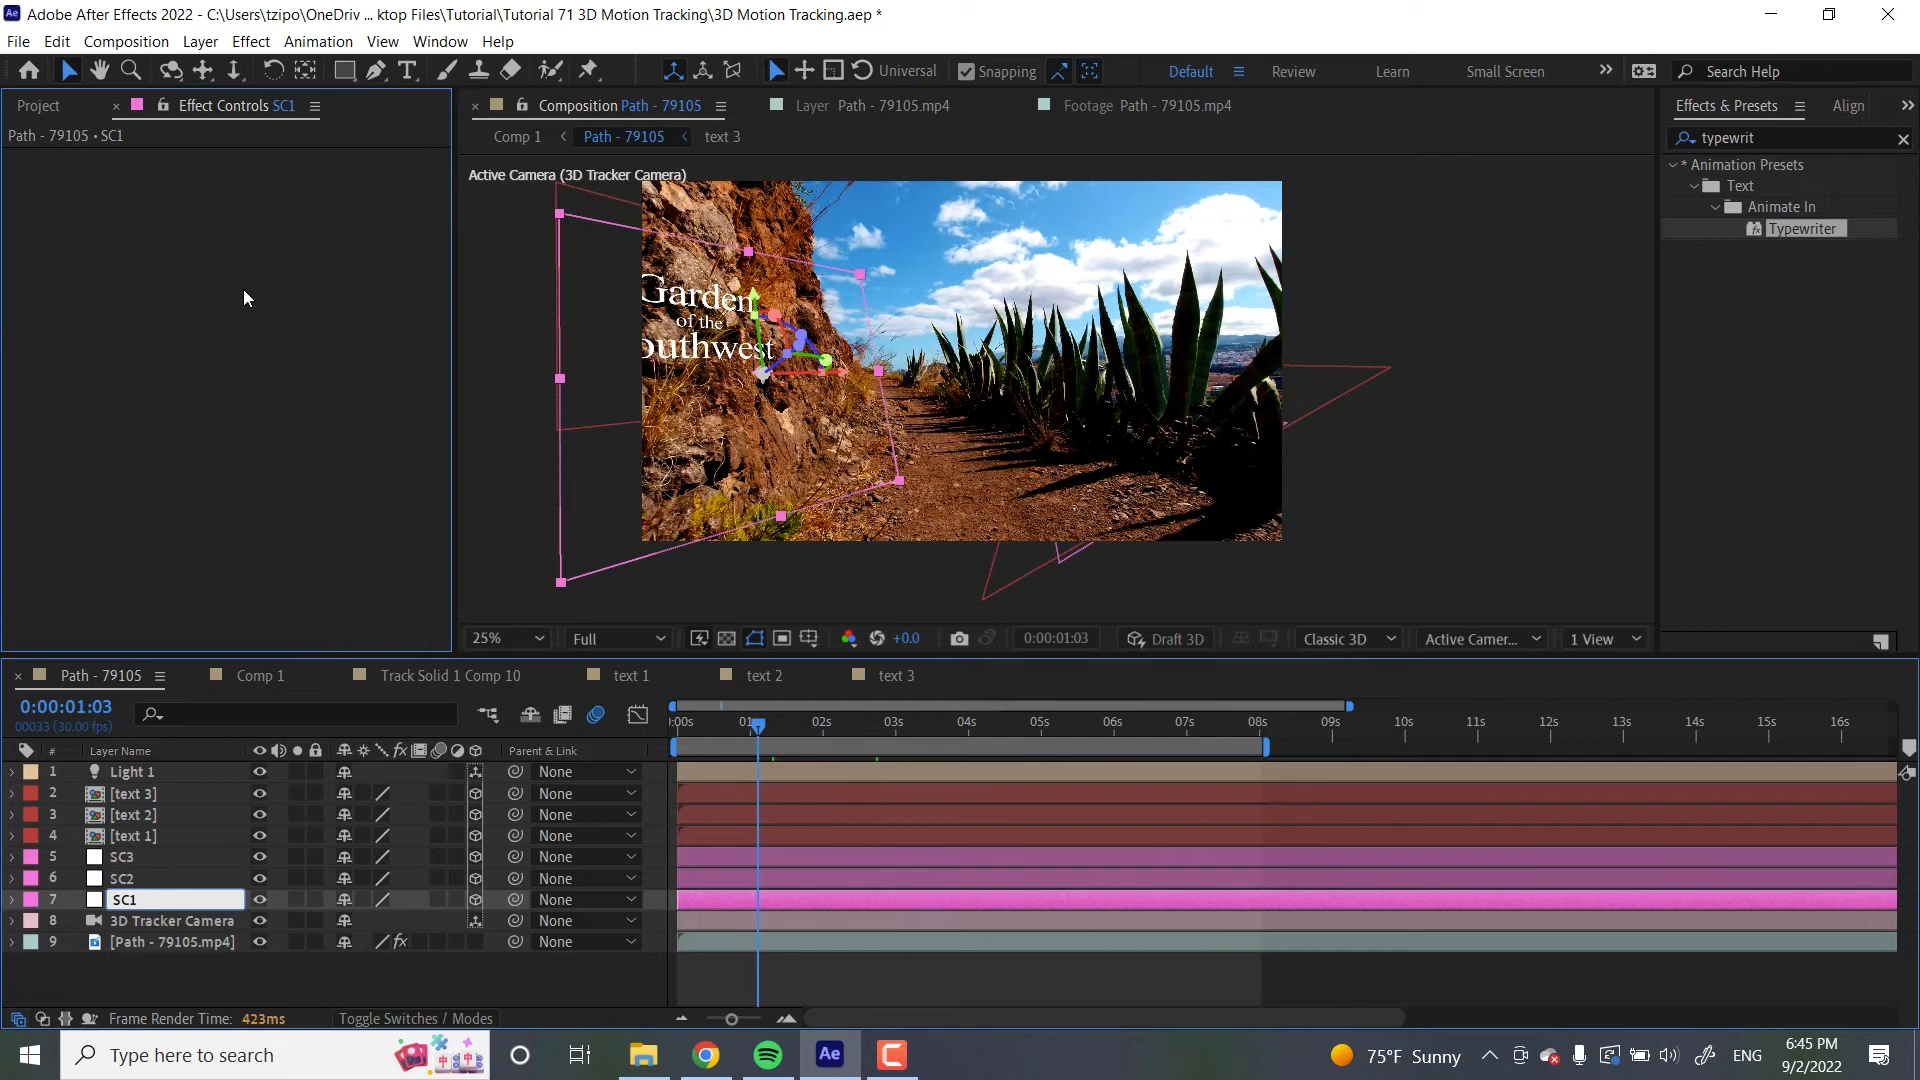 Adobe After Effects 2022 - C:\Users\tzipo\OneDriv ... ktop Files\Tutorial\Tutorial 71 3D Motion Tracking\3D Motion Tracking.aep *
File Edit Composition Layer Effect Animation View Window Help
Universal Snapping Default Review Learn Small Screen Search Help
Project Effect Controls SC1 Composition Path - 79105 Layer Path - 79105.mp4 Footage Path - 79105.mp4 Effects & Presets Align
Path - 79105 • SC1
Comp 1 Path - 79105 text 3
typewrit
Active Camera (3D Tracker Camera)
* Animation Presets
Text
Animate In
Typewriter
Garden
of the
outhwest
25% Full +0.0 0:00:01:03 Draft 3D Classic 3D Active Camer... 1 View
Path - 79105 Comp 1 Track Solid 1 Comp 10 text 1 text 2 text 3
0:00:01:03
00033 (30.00 fps)
:00s 01 02s 03s 04s 05s 06s 07s 08s 09s 10s 11s 12s 13s 14s 15s 16s
# Layer Name Parent & Link
1 Light 1 None
2 [text 3] None
3 [text 2] None
4 [text 1] None
5 SC3 None
6 SC2 None
7 SC1 None
8 3D Tracker Camera None
9 [Path - 79105.mp4] None
Frame Render Time: 423ms Toggle Switches / Modes
Type here to search Ae 75°F Sunny ENG 6:45 PM
9/2/2022